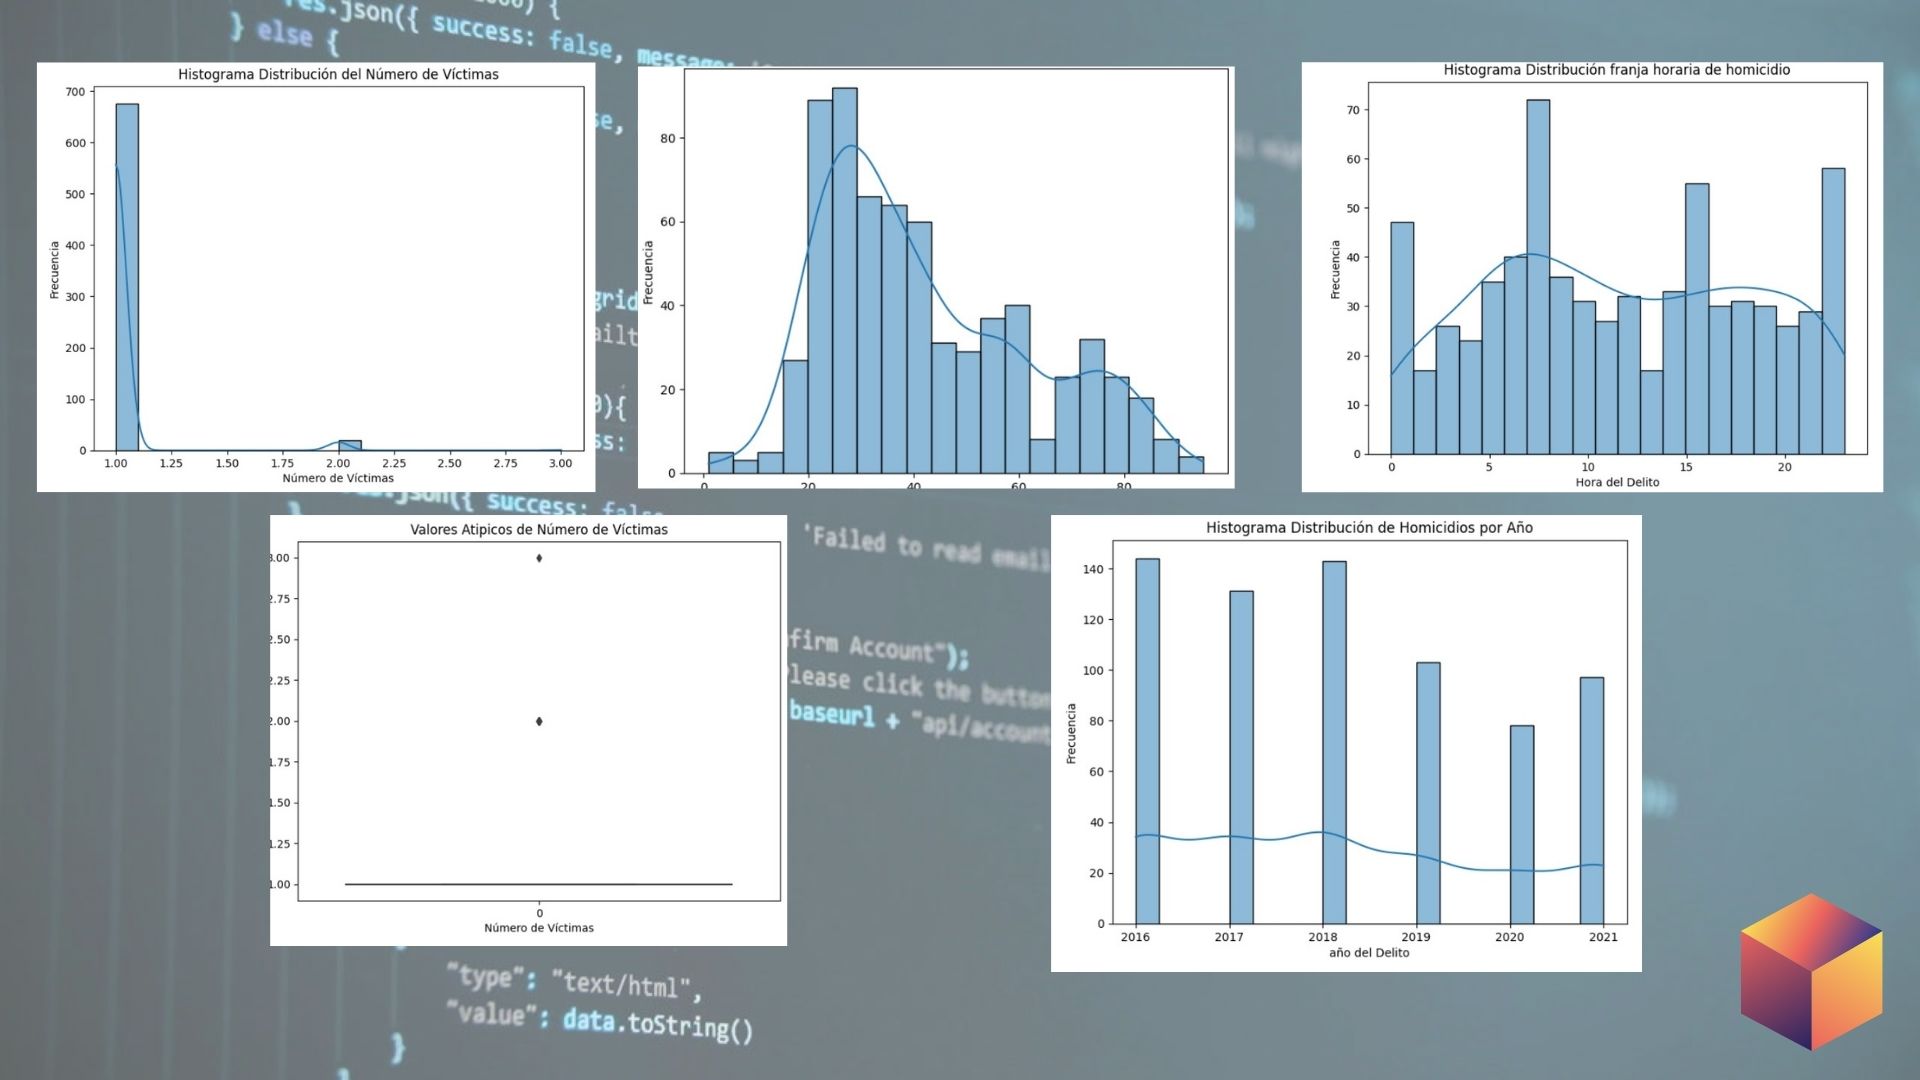 res.json({ success: false, message:
} else {
Histograma Distribución del Número de Víctimas
700
600
500
400
300
200
100
0
Frecuencia
1.00 1.25 1.50 1.75 2.00 2.25 2.50 2.75 3.00
Número de Víctimas
80
60
40
20
0
Frecuencia
0 20 40 60 80
Histograma Distribución franja horaria de homicidio
70
60
50
40
30
20
10
0
Frecuencia
0 5 10 15 20
Hora del Delito
.json({ success: false
Valores Atipicos de Número de Víctimas
3.00
2.75
2.50
2.25
2.00
1.75
1.50
1.25
1.00
0
Número de Víctimas
'Failed to read email
firm Account");
lease click the button
baseurl + "api/account
Histograma Distribución de Homicidios por Año
140
120
100
80
60
40
20
0
Frecuencia
2016 2017 2018 2019 2020 2021
año del Delito
"type": "text/html",
"value": data.toString()
}